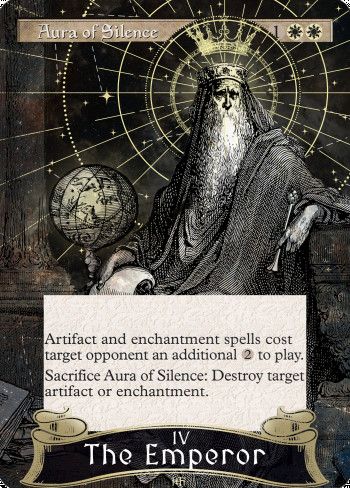 Aura of Silence 1
Artifact and enchantment spells cost
target opponent an additional 2 to play.
Sacrifice Aura of Silence: Destroy target
artifact or enchantment.
IV
The Emperor